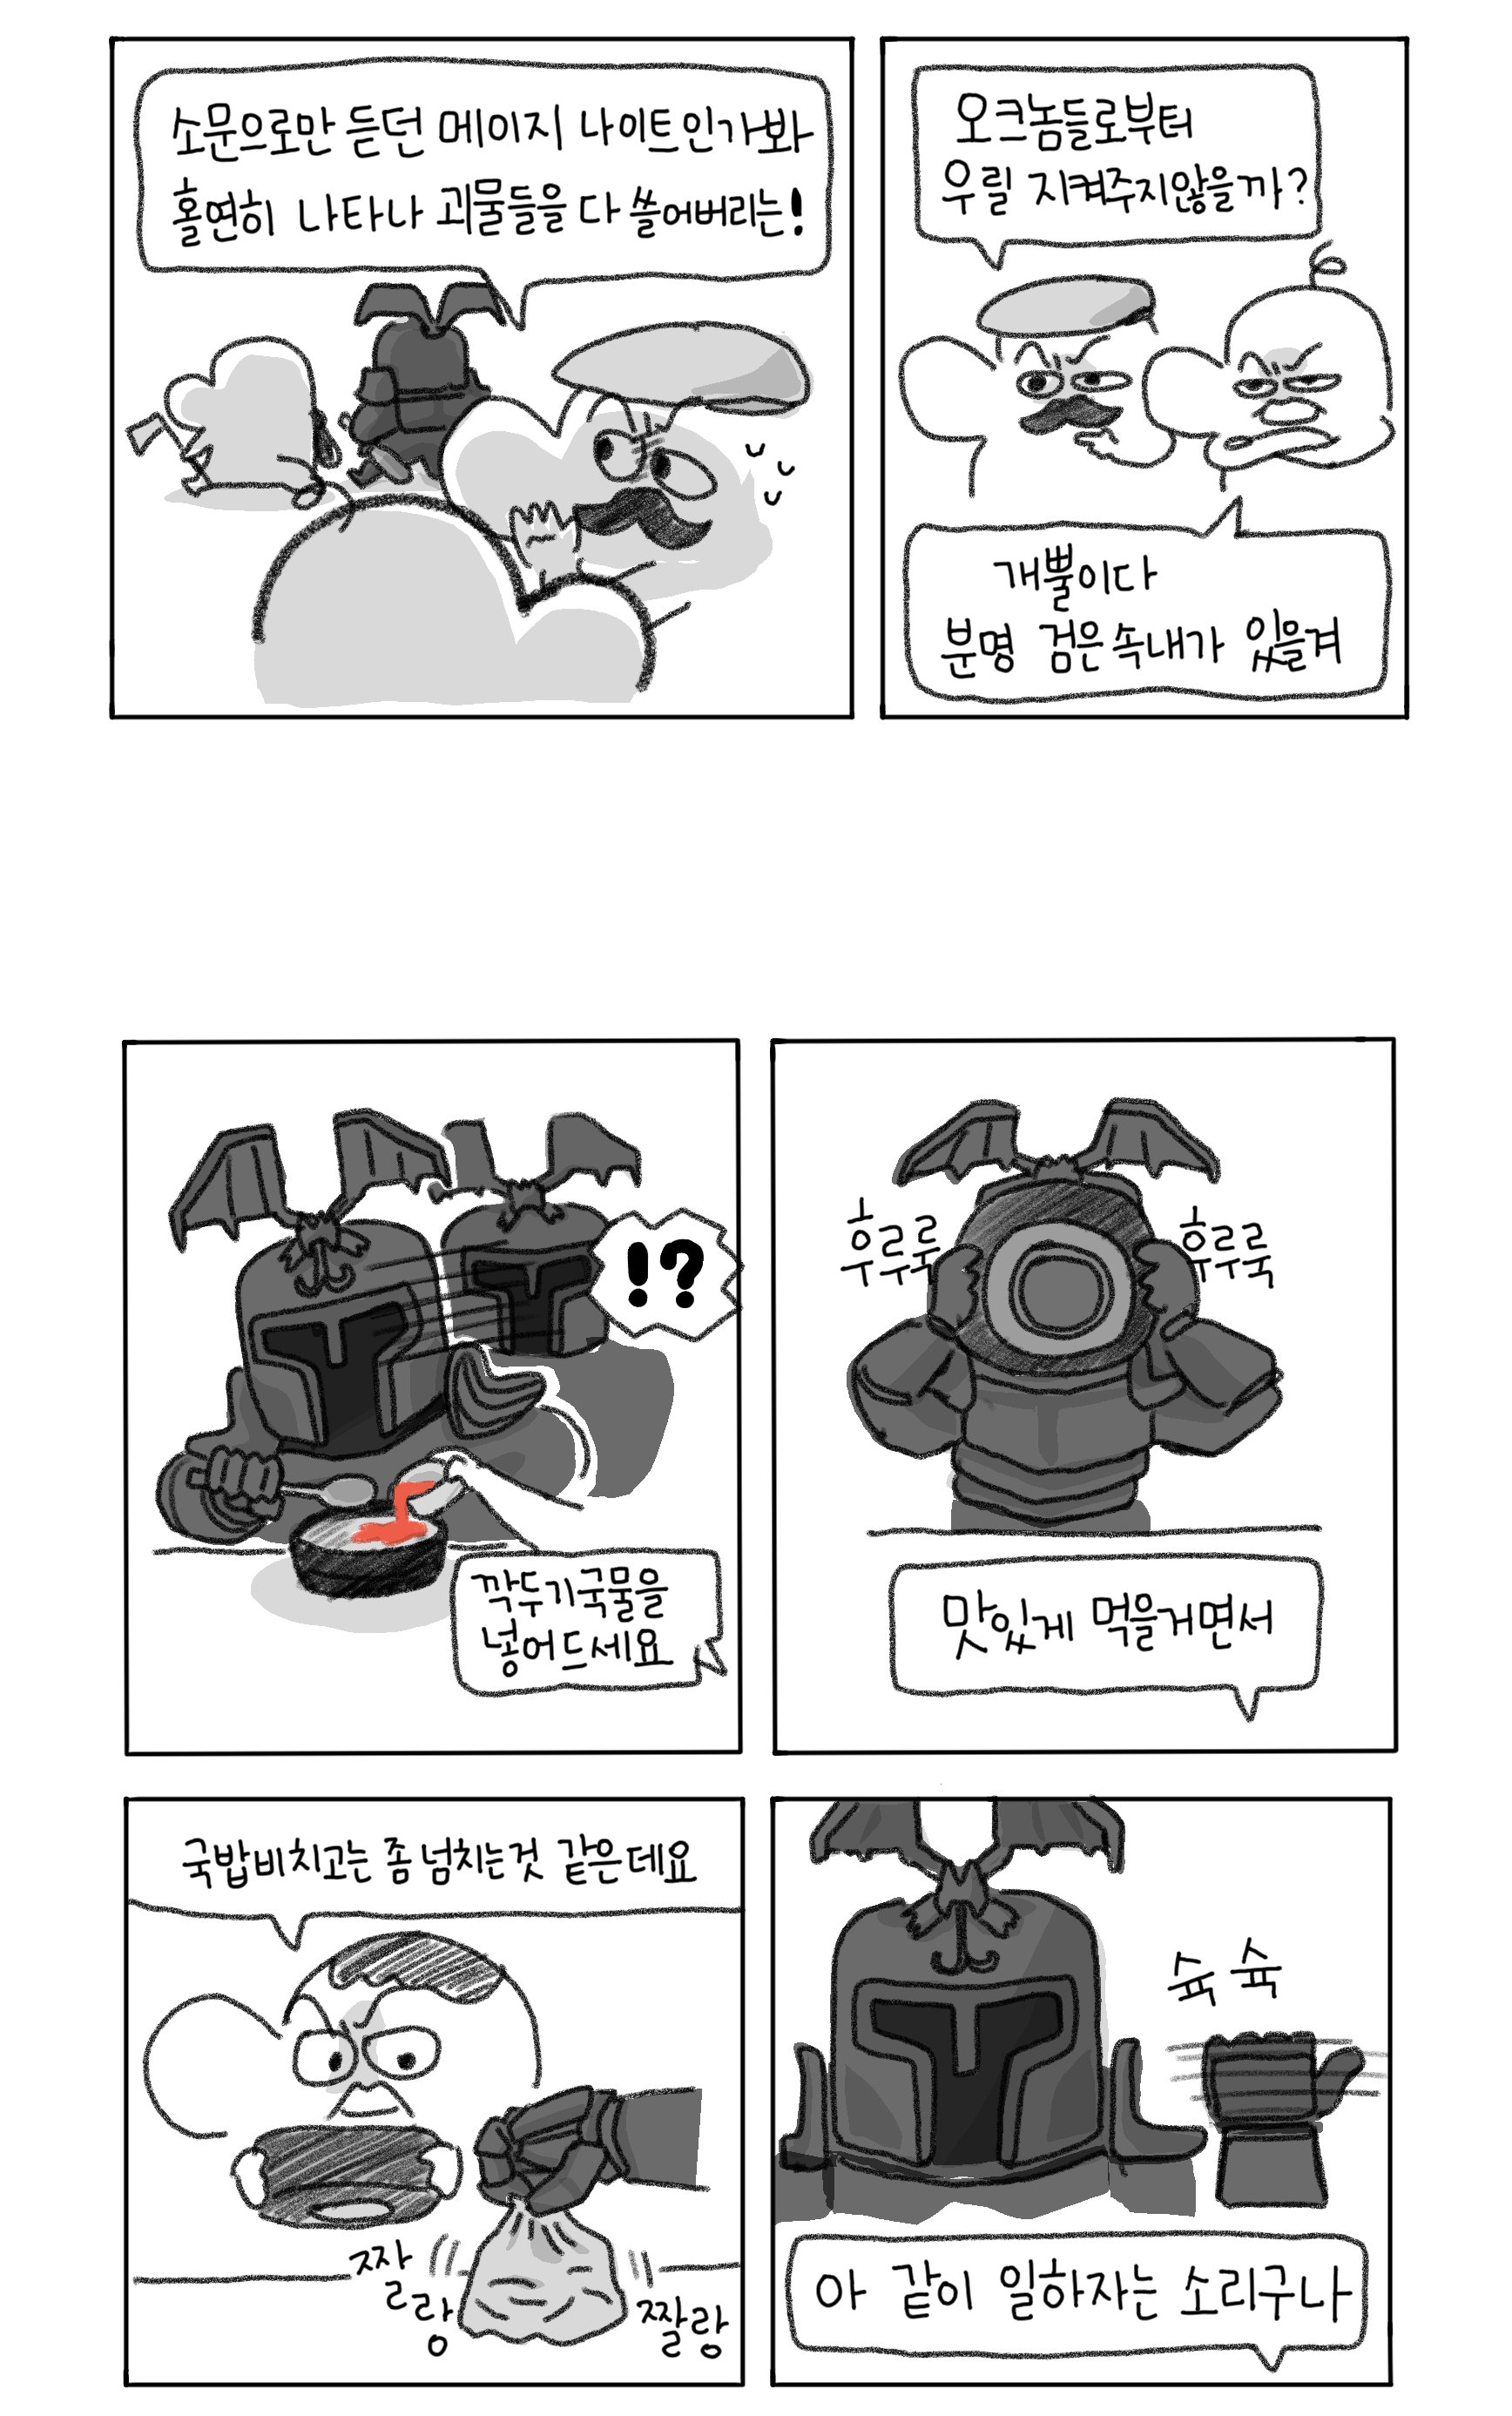 소문으로만 듣던 메이지 나이트인가봐
홀연히 나타나 괴물들을 다 쓸어버리는!
오크놈들로부터
우릴 지켜주지않을까?
개뿔이다
분명 검은속내가 있을겨
!?
깍두기국물을
넣어드세요
후루룩
후루룩
맛있게 먹을거면서
국밥비치고는 좀 넘치는것 같은데요
짜
ㄹ랑
짤랑
슉 슉
아 같이 일하자는 소리구나